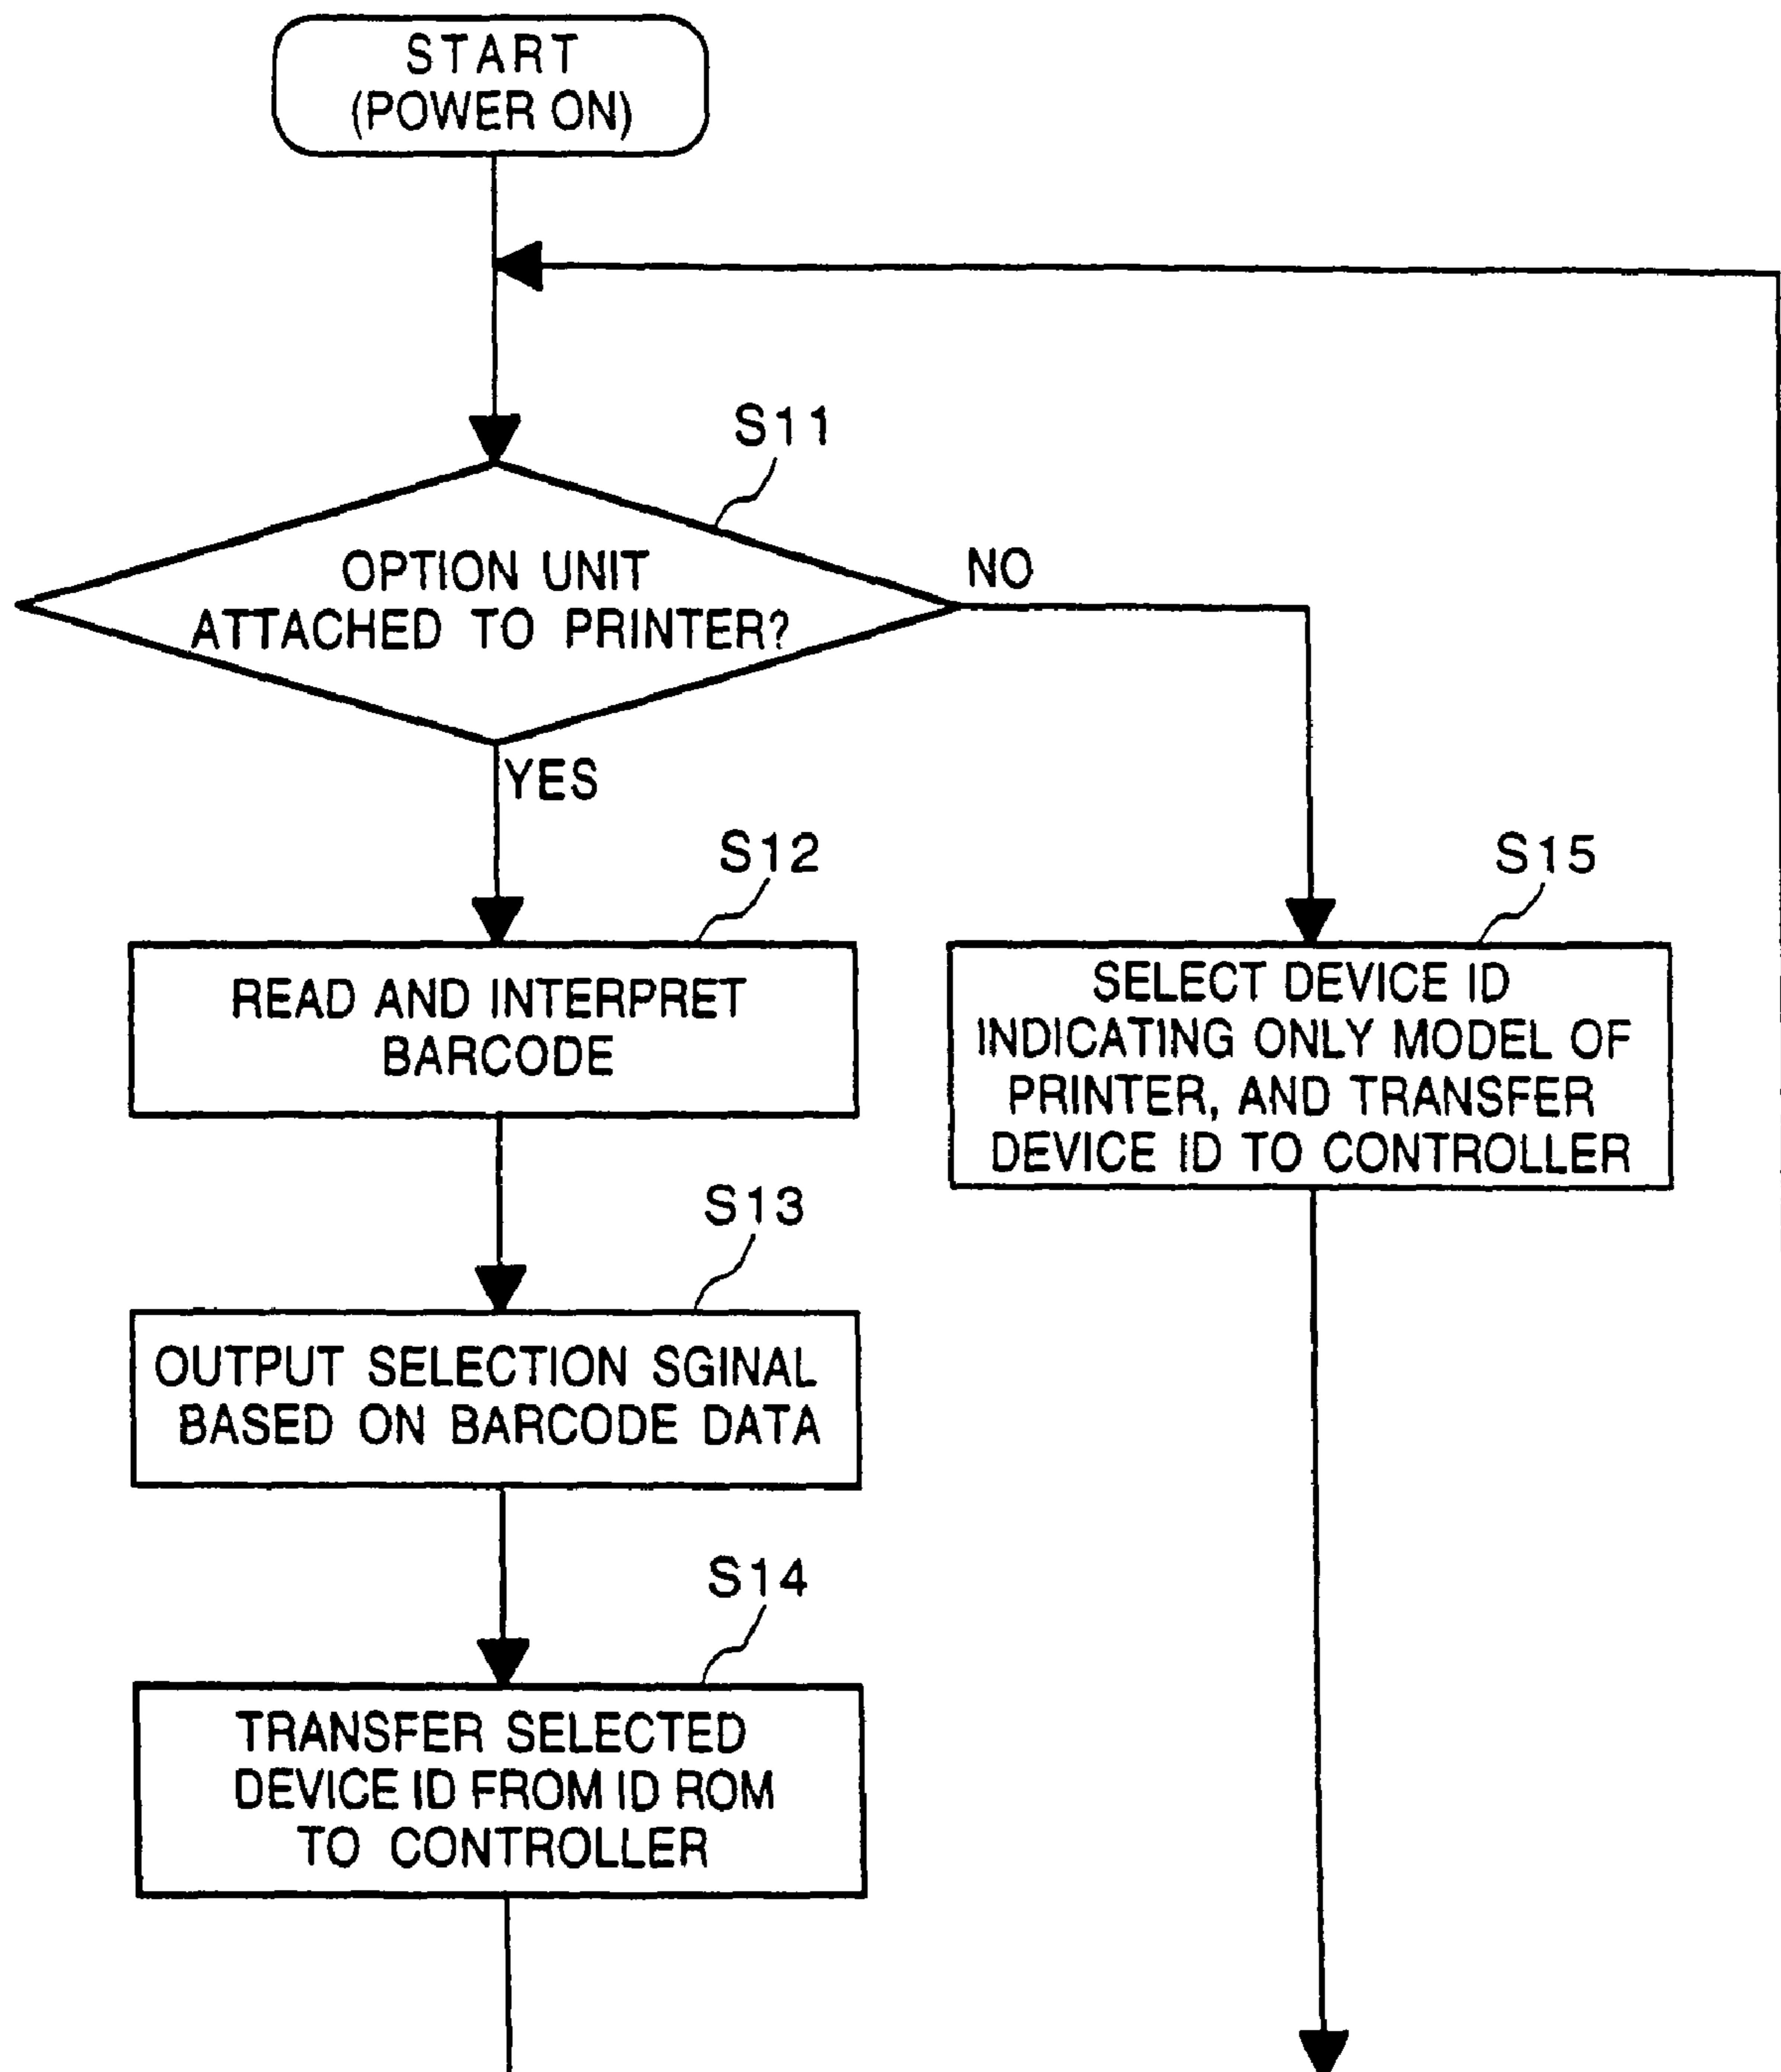 START
(POWER ON)
S11
OPTION UNIT
ATTACHED TO PRINTER?
NO
YES
S12
READ AND INTERPRET
BARCODE
S15
SELECT DEVICE ID
INDICATING ONLY MODEL OF
PRINTER, AND TRANSFER
DEVICE ID TO CONTROLLER
S13
OUTPUT SELECTION SGINAL
BASED ON BARCODE DATA
S14
TRANSFER SELECTED
DEVICE ID FROM ID ROM
TO CONTROLLER